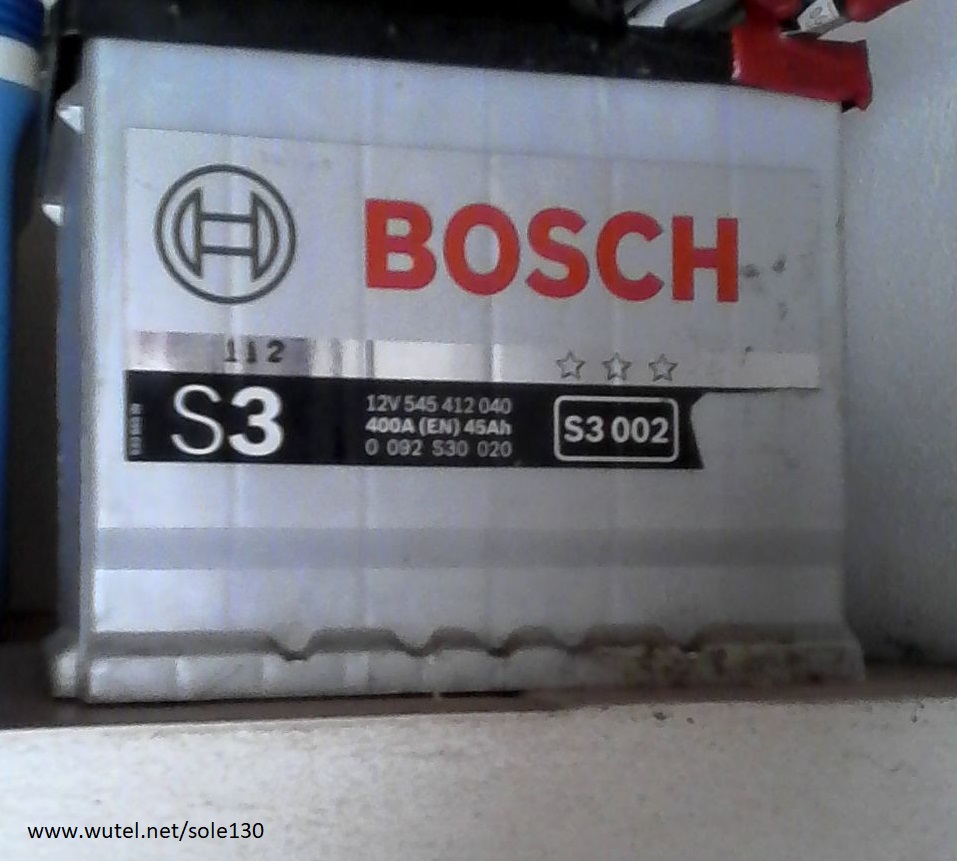 BOSCH
112
S3
12V 545 412 040
400A (EN) 45Ah
0 092 S30 020
S3 002
www.wutel.net/sole130